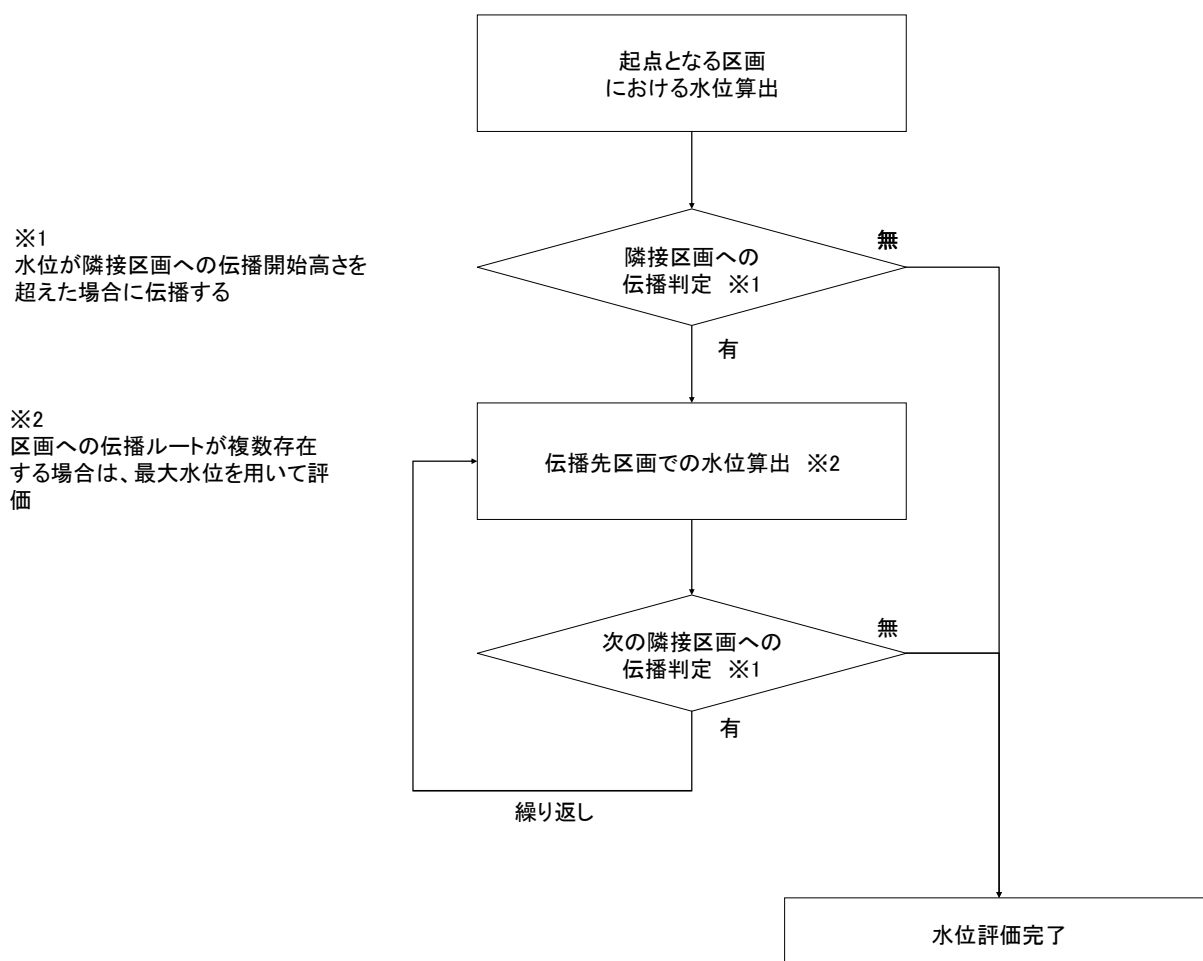 起点となる区画
における水位算出
※1
水位が隣接区画への伝播開始高さを
超えた場合に伝播する
隣接区画への
伝播判定 ※1
無
有
※2
区画への伝播ルートが複数存在
する場合は、最大水位を用いて評
価
伝播先区画での水位算出 ※2
次の隣接区画への
伝播判定 ※1
無
有
繰り返し
水位評価完了